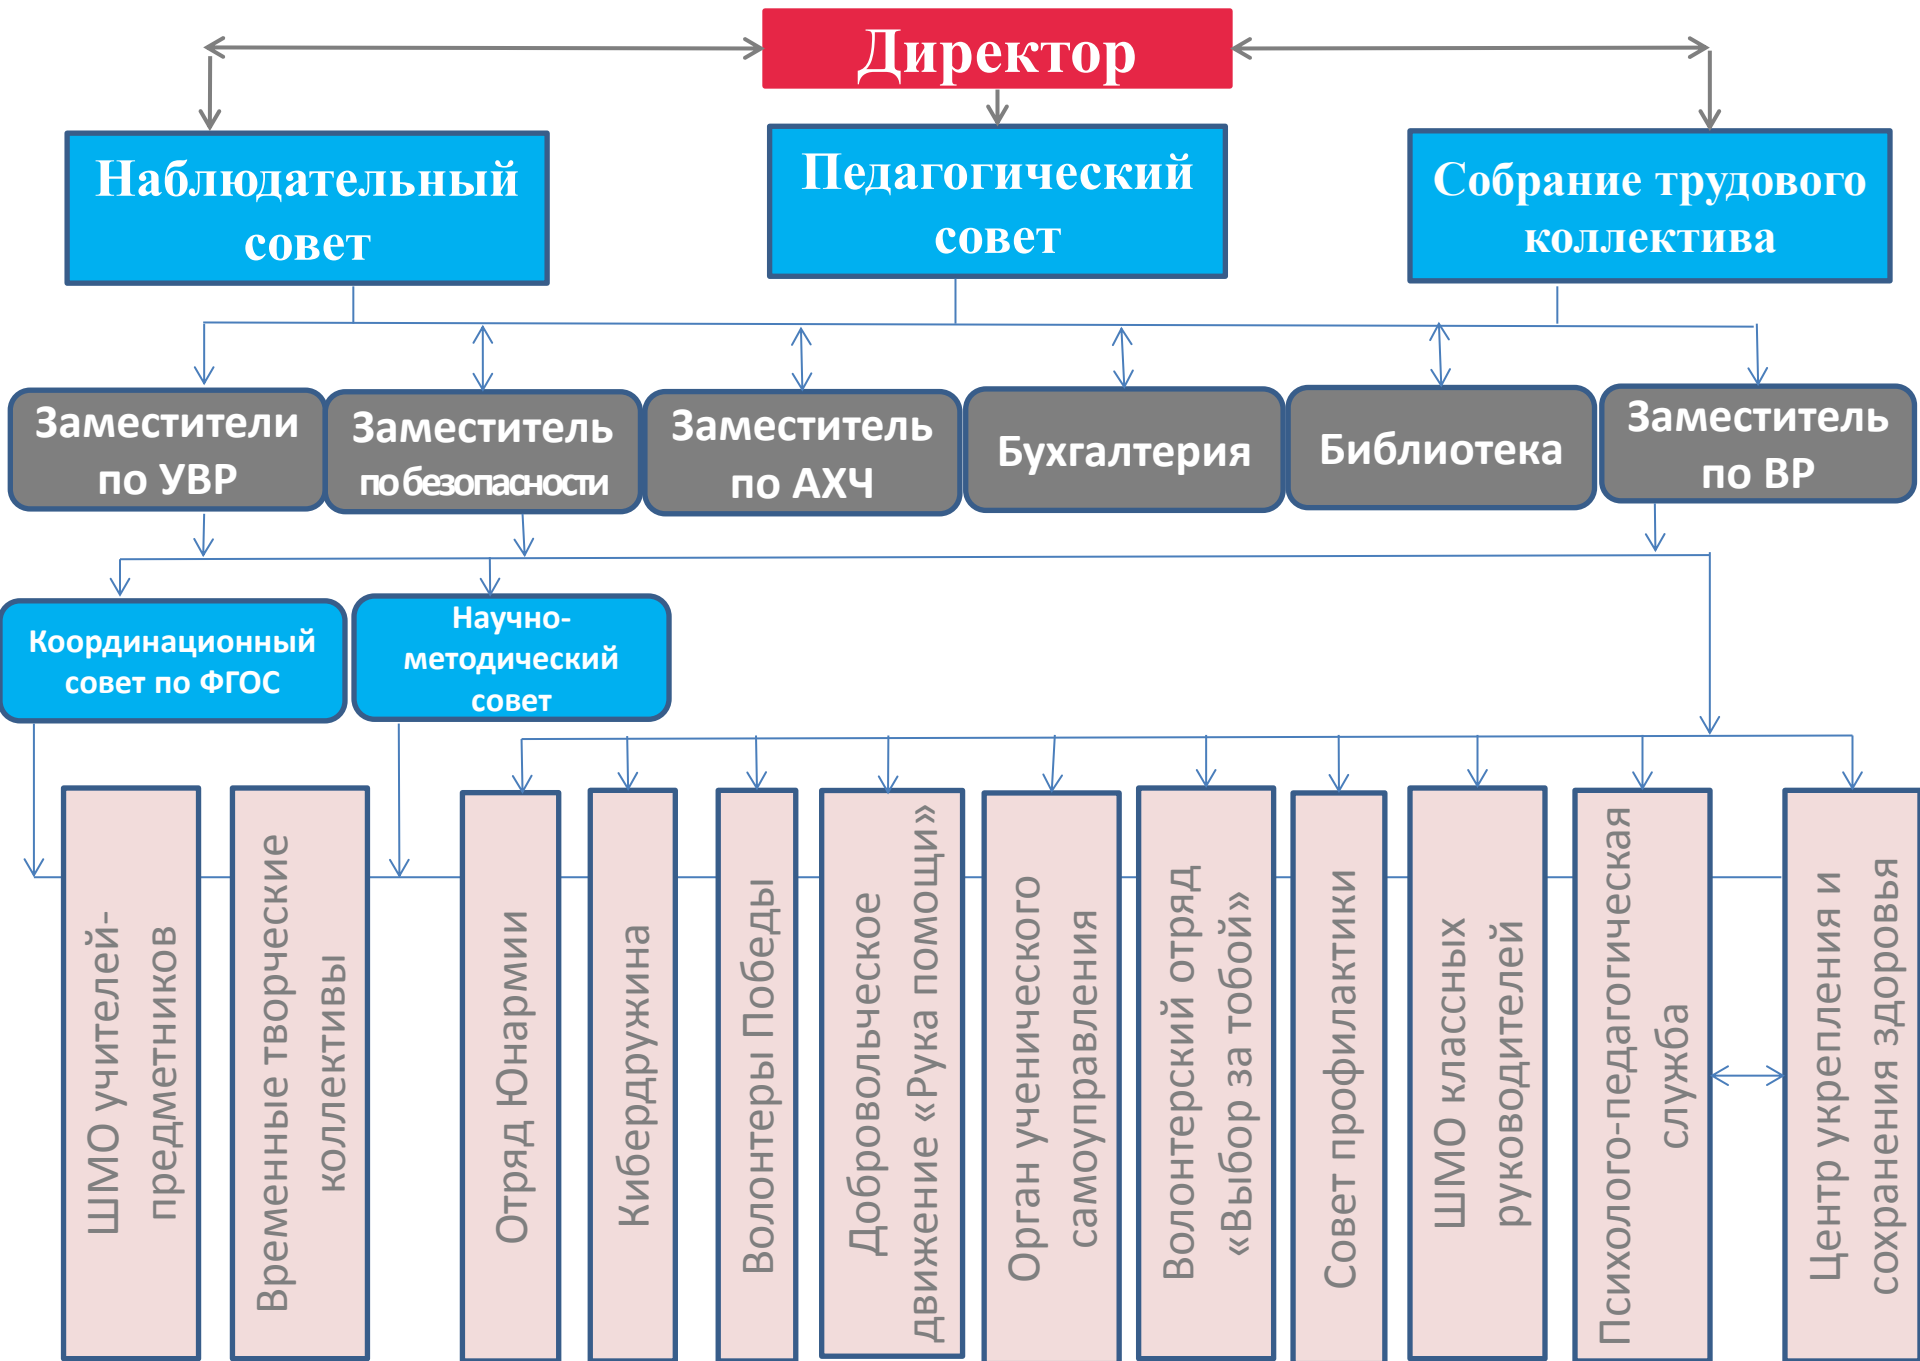 Директор
Наблюдательный
совет
Педагогический
совет
Собрание трудового
коллектива
Заместители
по УВР
Заместитель
по безопасности
Заместитель
по АХЧ
Бухгалтерия
Библиотека
Заместитель
по ВР
Координационный
совет по ФГОС
Научно-
методический
совет
ШМО учителей-
предметников
Временные творческие
коллективы
Отряд Юнармии
Кибердружина
Волонтеры Победы
Добровольческое
движение «Рука помощи»
Орган ученического
самоуправления
Волонтерский отряд
«Выбор за тобой»
Совет профилактики
ШМО классных
руководителей
Психолого-педагогическая
служба
Центр укрепления и
сохранения здоровья